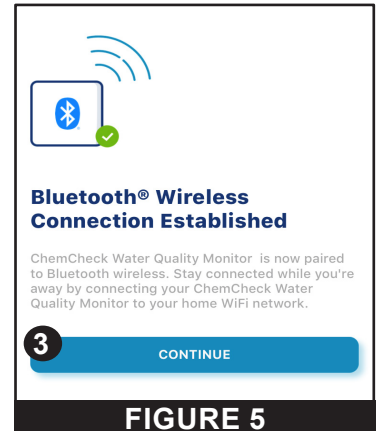 Bluetooth® Wireless
Connection Established
ChemCheck Water Quality Monitor is now paired
to Bluetooth wireless. Stay connected while you're
away by connecting your ChemCheck Water
Quality Monitor to your home WiFi network.
3
CONTINUE
FIGURE 5